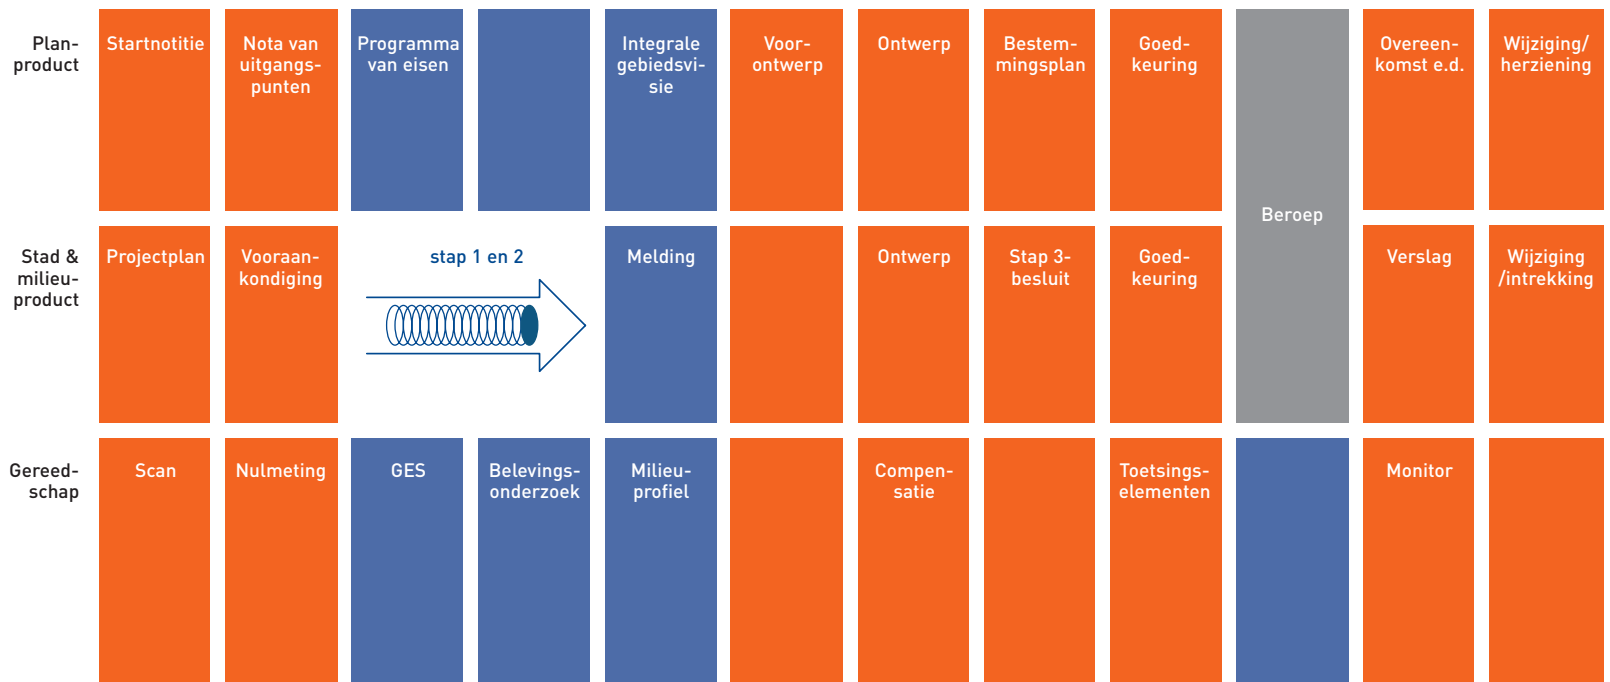 Plan-
product
Startnotitie
Nota van
uitgangs-
punten
Programma
van eisen
Integrale
gebiedsvi-
sie
Voor-
ontwerp
Ontwerp
Bestem-
mingsplan
Goed-
keuring
Beroep
Overeen-
komst e.d.
Wijziging/
herziening
Stad &
milieu-
product
Projectplan
Vooraan-
kondiging
stap 1 en 2
Melding
Ontwerp
Stap 3-
besluit
Goed-
keuring
Verslag
Wijziging
/intrekking
Gereed-
schap
Scan
Nulmeting
GES
Belevings-
onderzoek
Milieu-
profiel
Compen-
satie
Toetsings-
elementen
Monitor